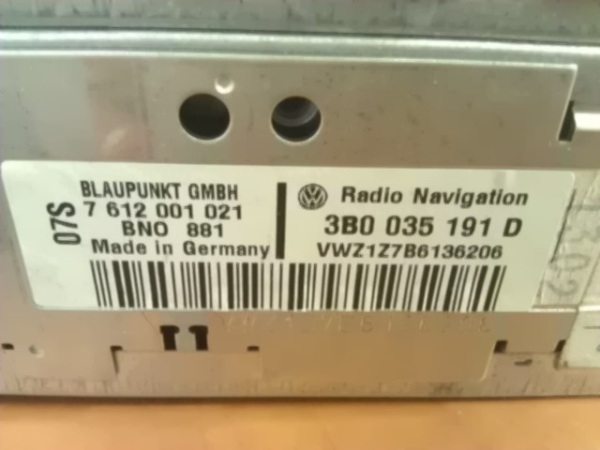 07S
BLAUPUNKT GMBH
7 612 001 021
BNO 881
Made in Germany
Radio Navigation
3B0 035 191 D
VWZ1Z7B6136206